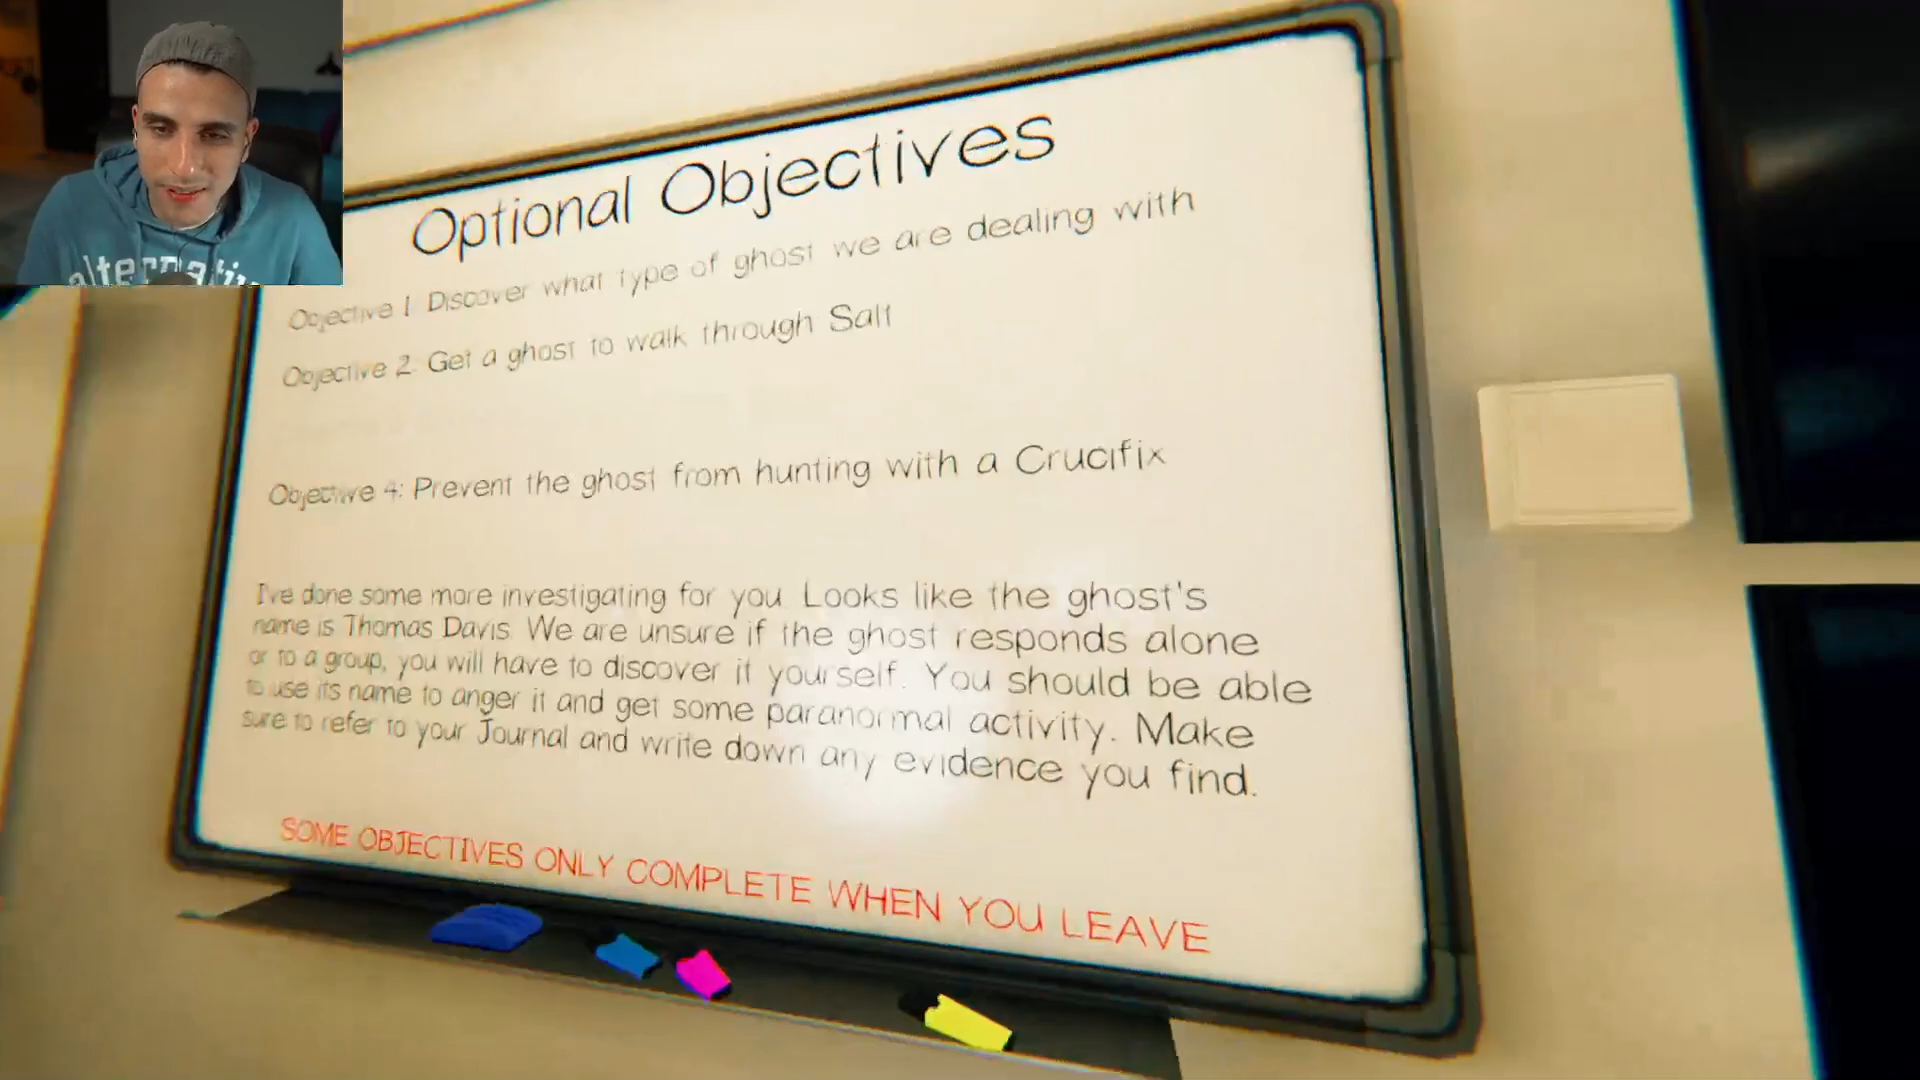 Optional Objectives
Objective 1 Discover what type of ghost we are dealing with
Objective 2: Get a ghost to walk through Salt
Objective 4: Prevent the ghost from hunting with a Crucifix
I've done some more investigating for you. Looks like the ghost's
name is Thomas Davis. We are unsure if the ghost responds alone
or to a group, you will have to discover it yourself. You should be able
to use its name to anger it and get some paranormal activity. Make
sure to refer to your Journal and write down any evidence you find.
SOME OBJECTIVES ONLY COMPLETE WHEN YOU LEAVE